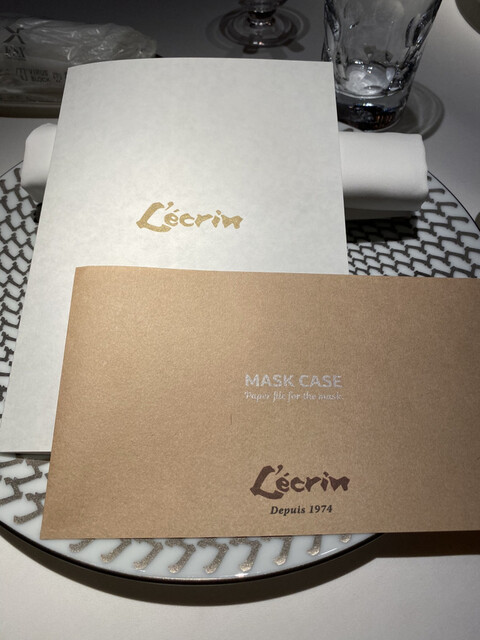 L'écrin
MASK CASE
Paper file for the mask.
L'écrin
Depuis 1974